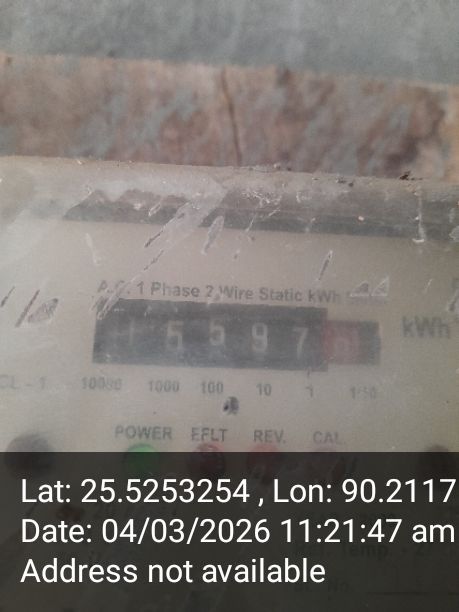 A.C. 1 Phase 2 Wire Static kWh
5 5 9 7
kWh
CL - 1 10000 1000 100 10 1 1/10
POWER EFLT REV. CAL.
Lat: 25.5253254 , Lon: 90.2117
Date: 04/03/2026 11:21:47 am
Address not available